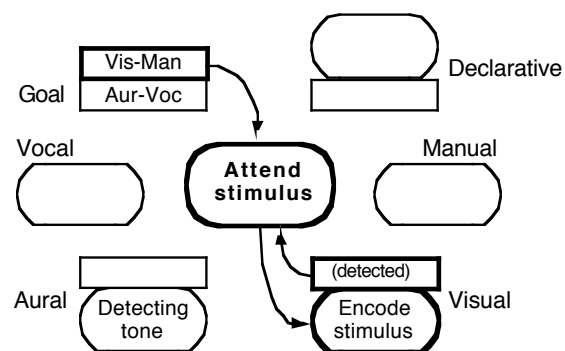 Vis-Man
Goal
Aur-Voc
Declarative
Vocal
Attend
stimulus
Manual
Aural
Detecting
tone
(detected)
Encode
stimulus
Visual